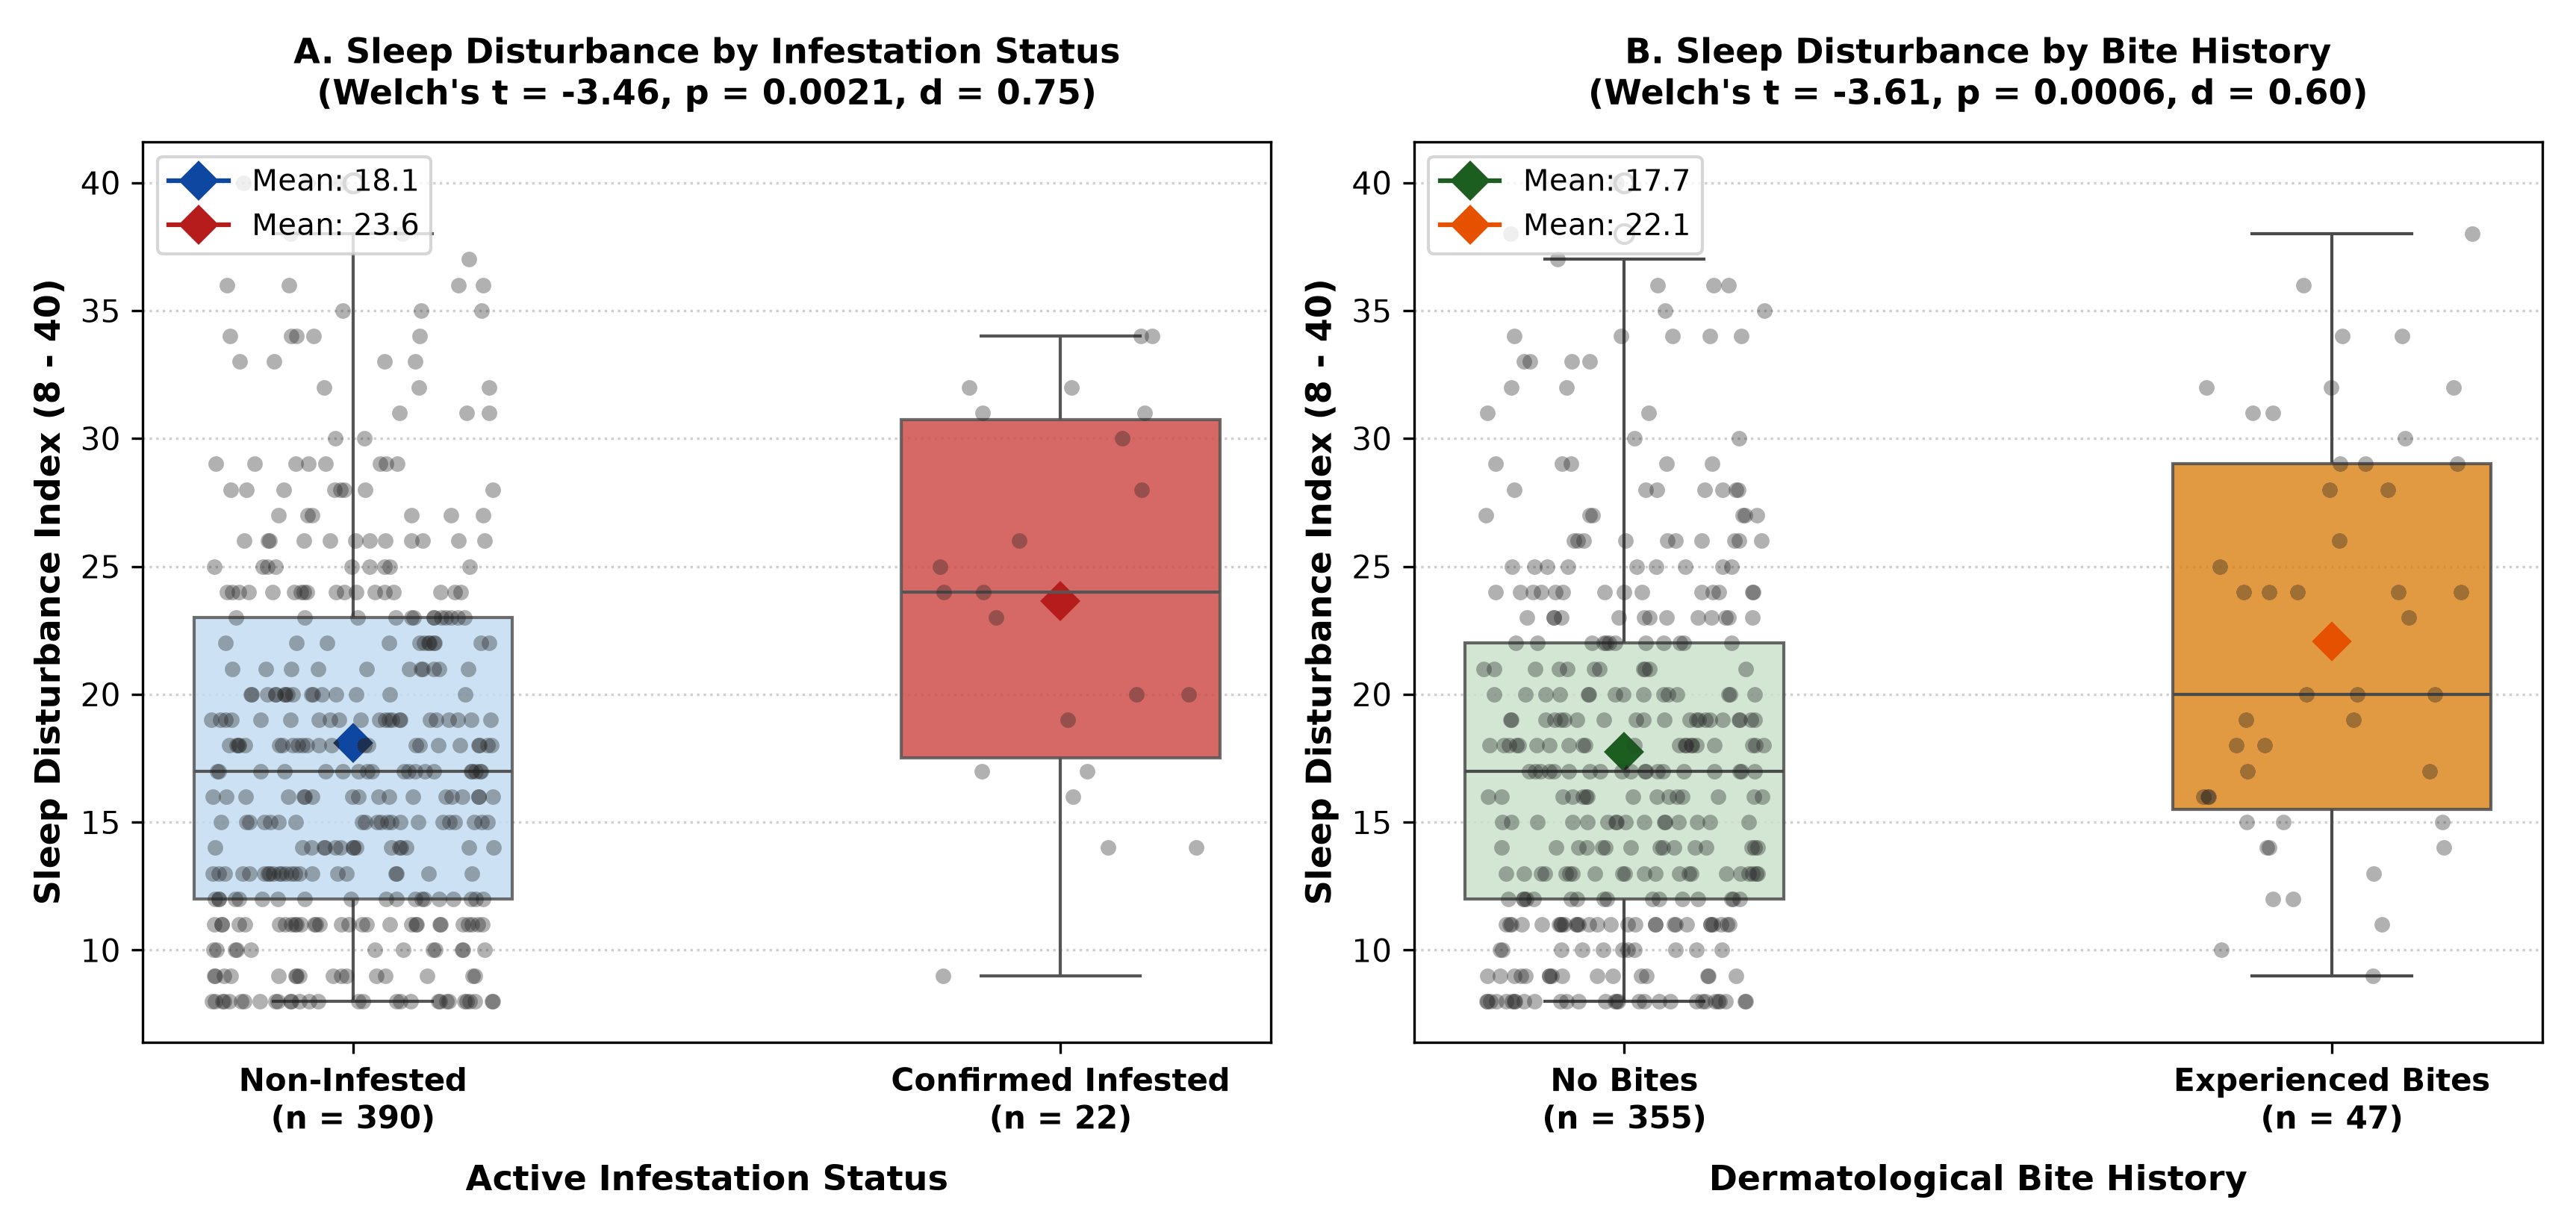 A. Sleep Disturbance by Infestation Status
(Welch's t = -3.46, p = 0.0021, d = 0.75)
Mean: 18.1
Mean: 23.6
Sleep Disturbance Index (8 - 40)
40
35
30
25
20
15
10
Non-Infested
(n = 390)
Confirmed Infested
(n = 22)
Active Infestation Status
B. Sleep Disturbance by Bite History
(Welch's t = -3.61, p = 0.0006, d = 0.60)
Mean: 17.7
Mean: 22.1
Sleep Disturbance Index (8 - 40)
40
35
30
25
20
15
10
No Bites
(n = 355)
Experienced Bites
(n = 47)
Dermatological Bite History